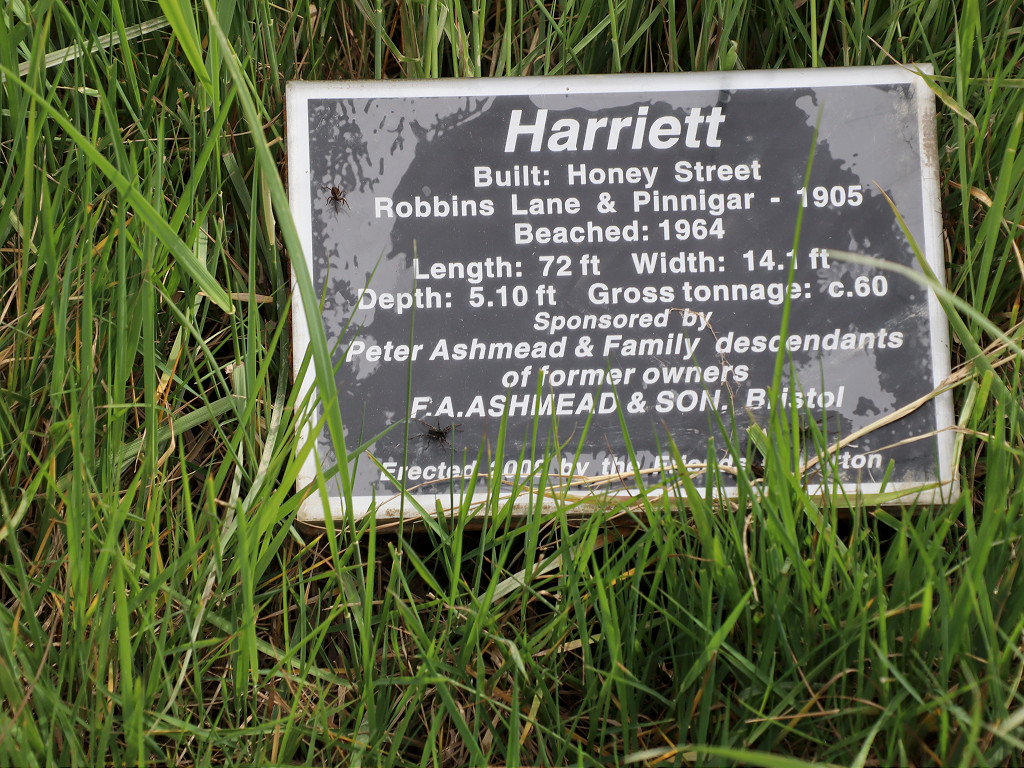 Harriett
Built: Honey Street
Robbins Lane & Pinnigar - 1905
Beached: 1964
Length: 72 ft Width: 14.1 ft
Depth: 5.10 ft Gross tonnage: c.60
Sponsored by
Peter Ashmead & Family descendants
of former owners
F.A.ASHMEAD & SON, Bristol
Erected by the Friends